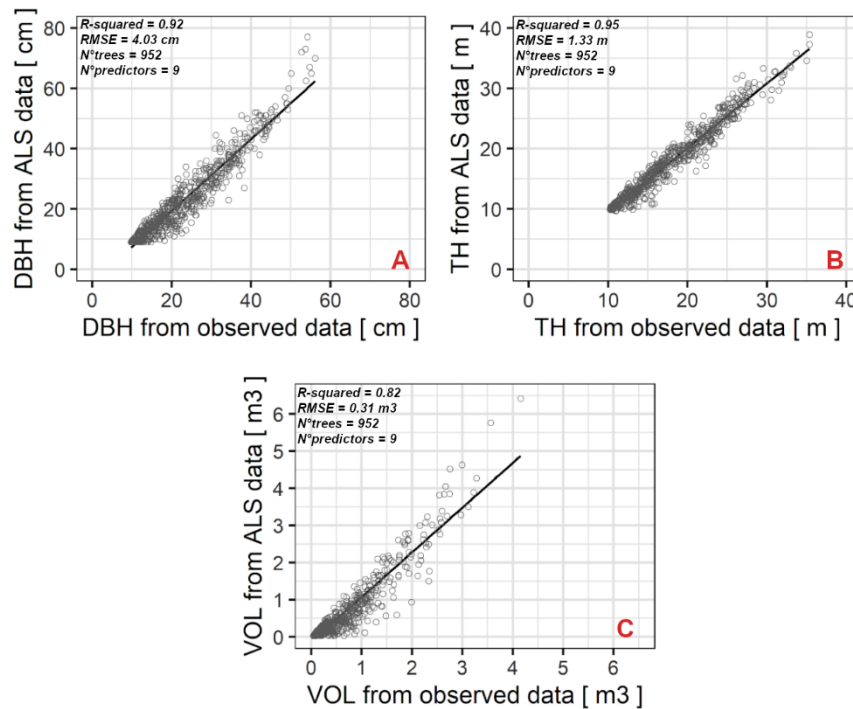 DBH from ALS data [ cm ]
80
60
40
20
0
R-squared = 0.92
RMSE = 4.03 cm
N°trees = 952
N°predictors = 9
A
0 20 40 60 80
DBH from observed data [ cm ]
TH from ALS data [ m ]
40
30
20
10
0
R-squared = 0.95
RMSE = 1.33 m
N°trees = 952
N°predictors = 9
B
0 10 20 30 40
TH from observed data [ m ]
VOL from ALS data [ m3 ]
6
5
4
3
2
1
0
R-squared = 0.82
RMSE = 0.31 m3
N°trees = 952
N°predictors = 9
C
0 1 2 3 4 5 6
VOL from observed data [ m3 ]